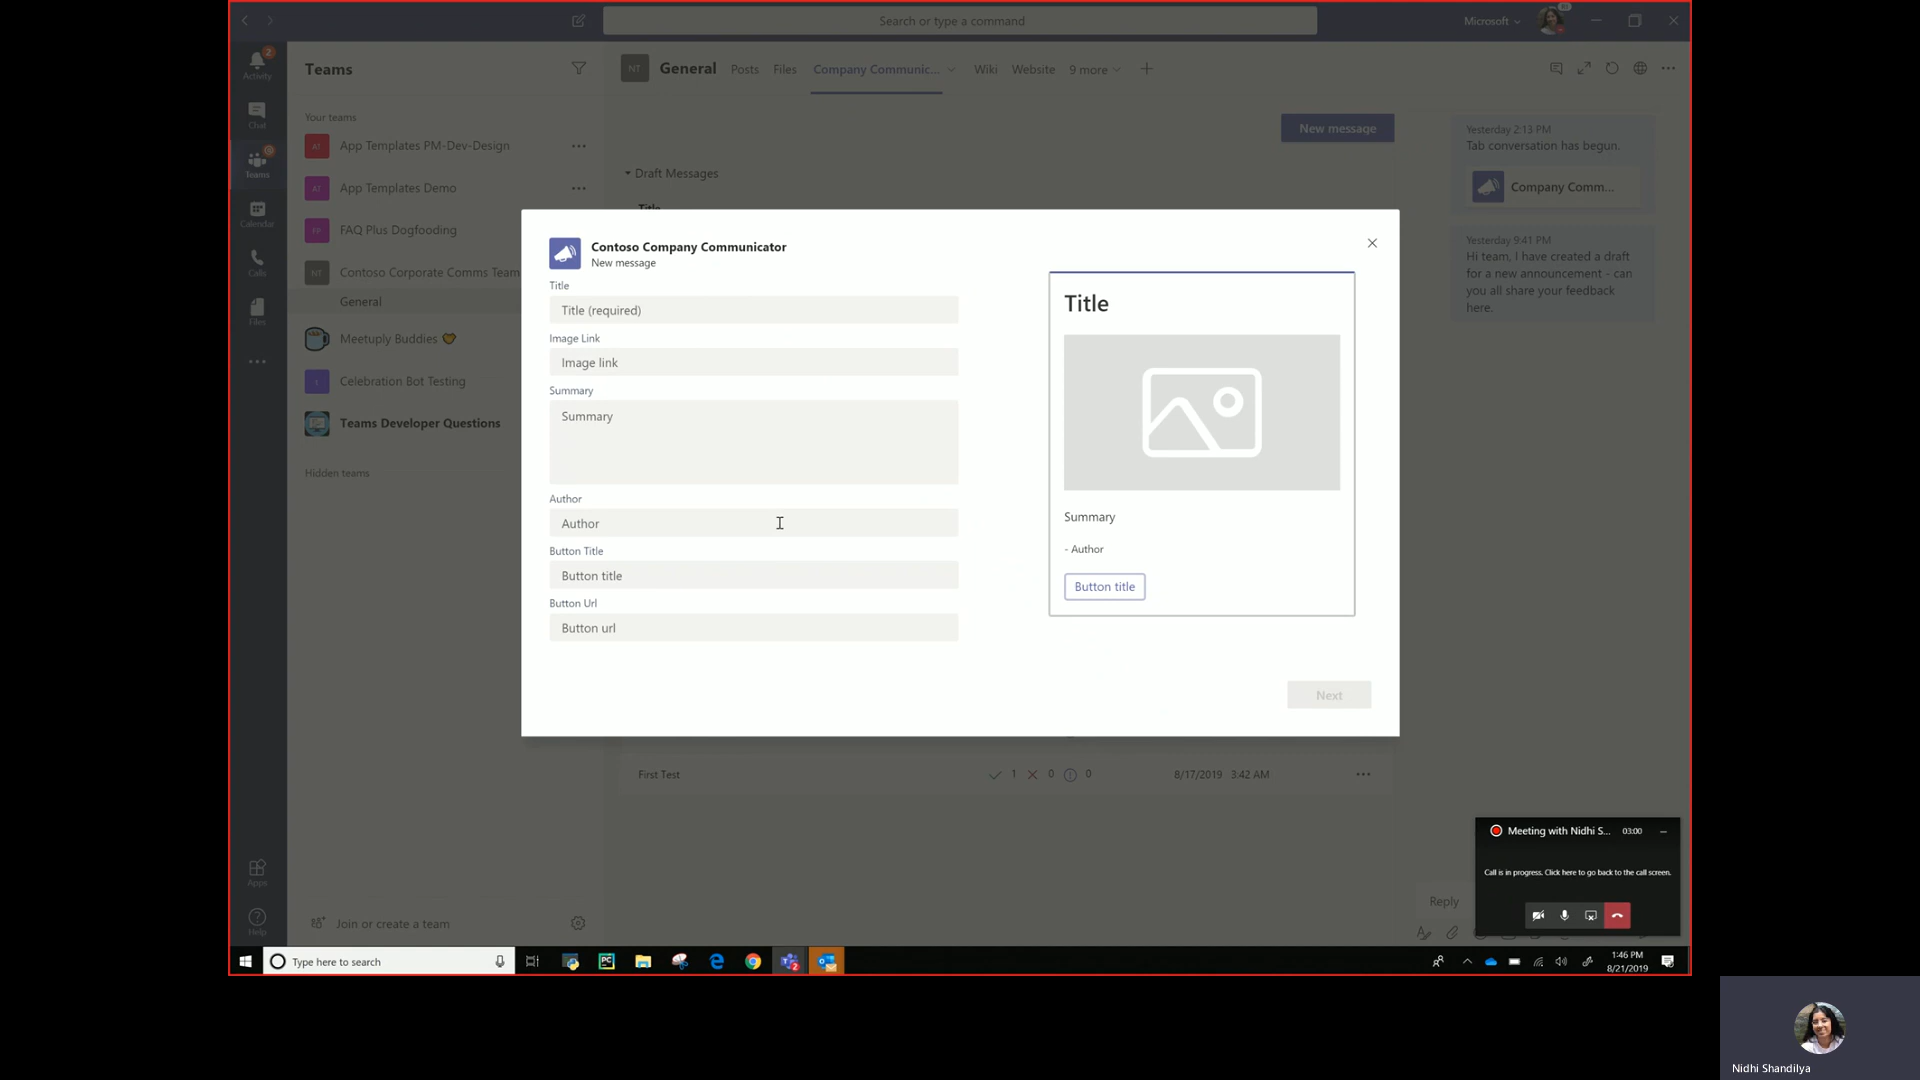 Search or type a command
Microsoft
2
Activity
Chat
Teams
Calendar
Calls
Files
Apps
Help
Teams
Your teams
AT App Templates PM-Dev-Design
AT App Templates Demo
FP FAQ Plus Dogfooding
NT Contoso Corporate Comms Team
General
Meetuply Buddies
Celebration Bot Testing
Teams Developer Questions
Hidden teams
Join or create a team
NT General Posts Files Company Communic... Wiki Website 9 more
New message
Draft Messages
Title
Contoso Company Communicator
New message
Title
Title (required)
Image Link
Image link
Summary
Summary
Author
Author
Button Title
Button title
Button Url
Button url
Title
Summary
- Author
Button title
Next
First Test 1 0 0 8/17/2019 3:42 AM
Yesterday 2:13 PM
Tab conversation has begun.
Company Comm...
Yesterday 9:41 PM
Hi team, I have created a draft
for a new announcement - can
you all share your feedback
here.
Reply
Meeting with Nidhi S... 03:00
Call is in progress. Click here to go back to the call screen.
Type here to search
PC
1:46 PM
8/21/2019
Nidhi Shandilya